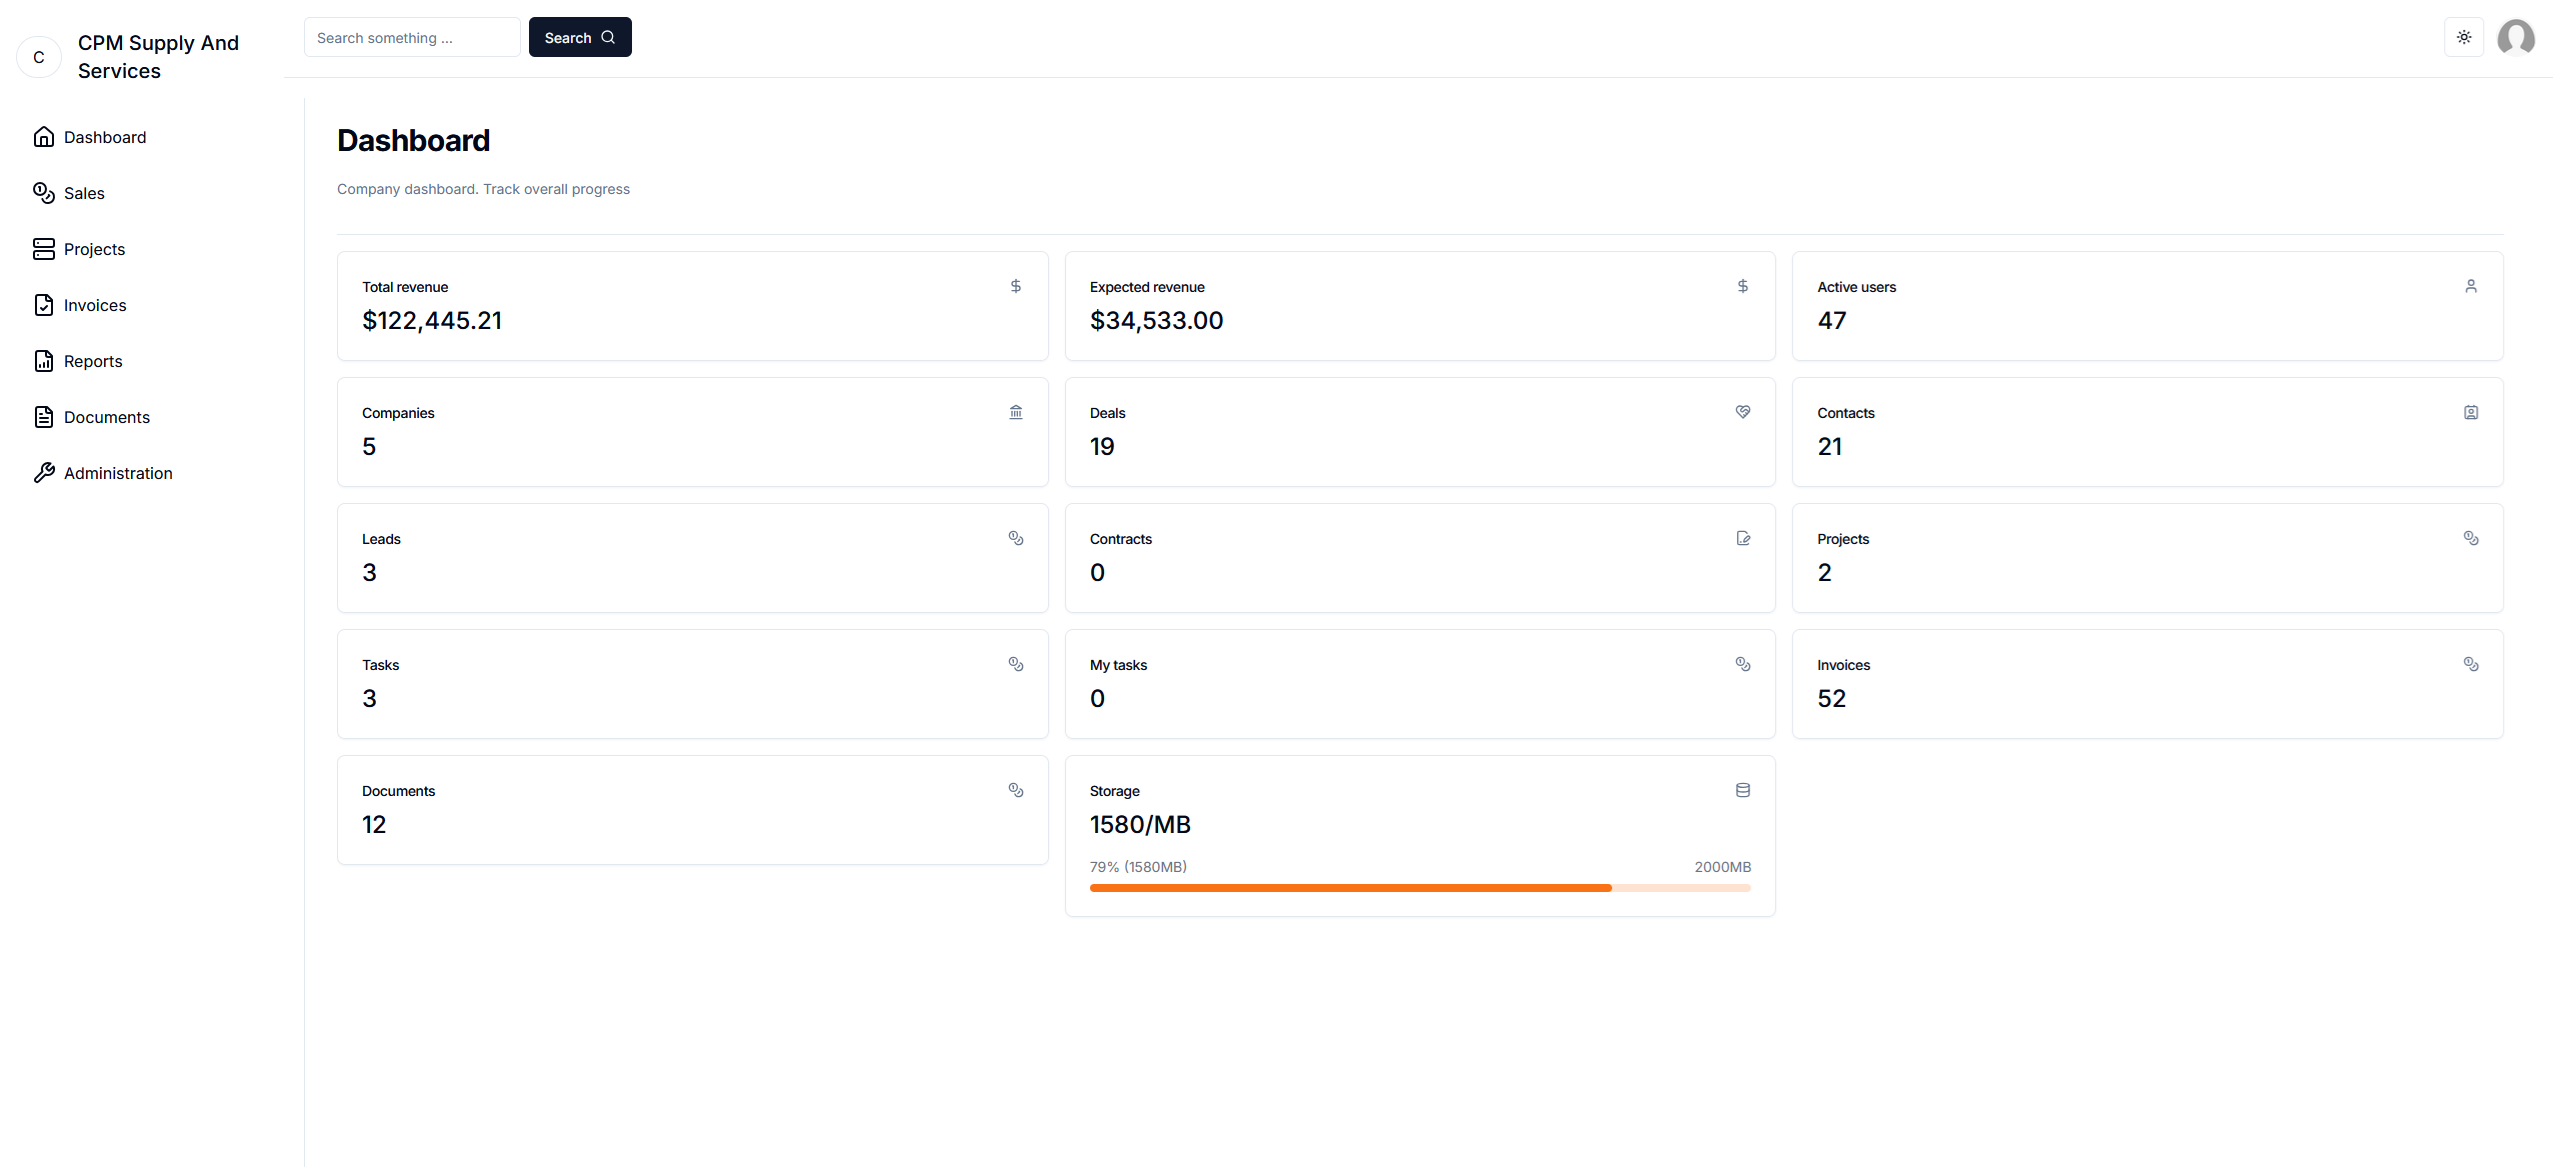 C
CPM Supply And
Services
Search something ...
Search
Dashboard
Sales
Projects
Invoices
Reports
Documents
Administration
Dashboard
Company dashboard. Track overall progress
Total revenue
$122,445.21
Expected revenue
$34,533.00
Active users
47
Companies
5
Deals
19
Contacts
21
Leads
3
Contracts
0
Projects
2
Tasks
3
My tasks
0
Invoices
52
Documents
12
Storage
1580/MB
79% (1580MB)
2000MB